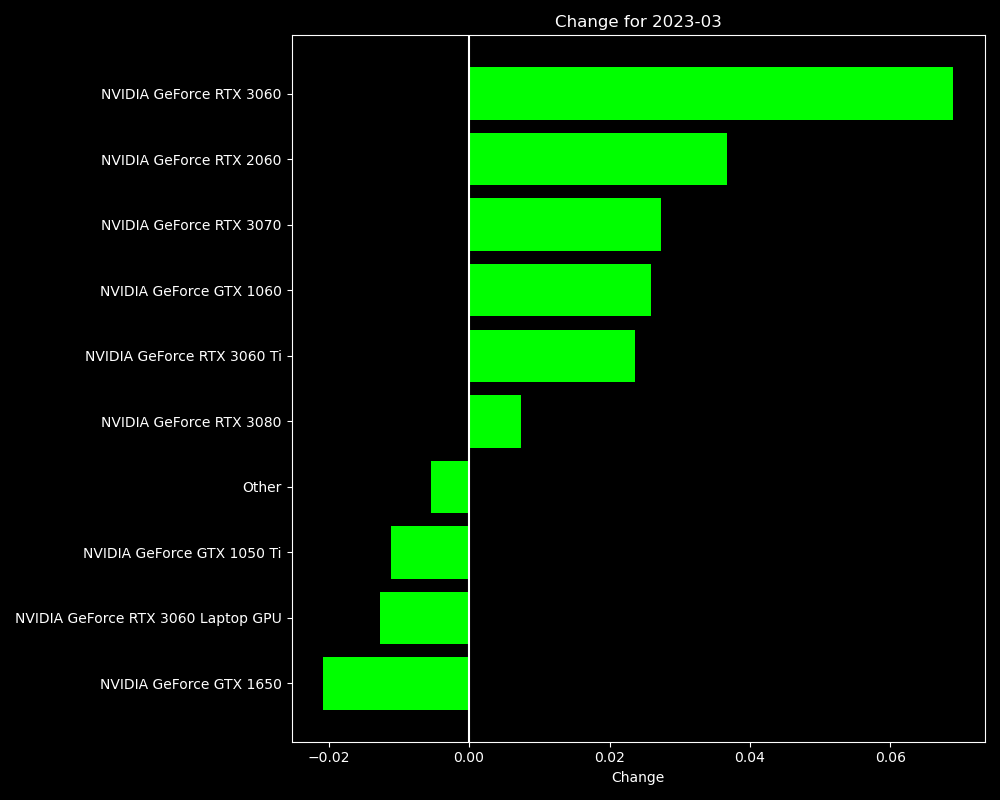 Change for 2023-03
NVIDIA GeForce RTX 3060
NVIDIA GeForce RTX 2060
NVIDIA GeForce RTX 3070
NVIDIA GeForce GTX 1060
NVIDIA GeForce RTX 3060 Ti
NVIDIA GeForce RTX 3080
Other
NVIDIA GeForce GTX 1050 Ti
NVIDIA GeForce RTX 3060 Laptop GPU
NVIDIA GeForce GTX 1650
−0.02 0.00 0.02 0.04 0.06
Change